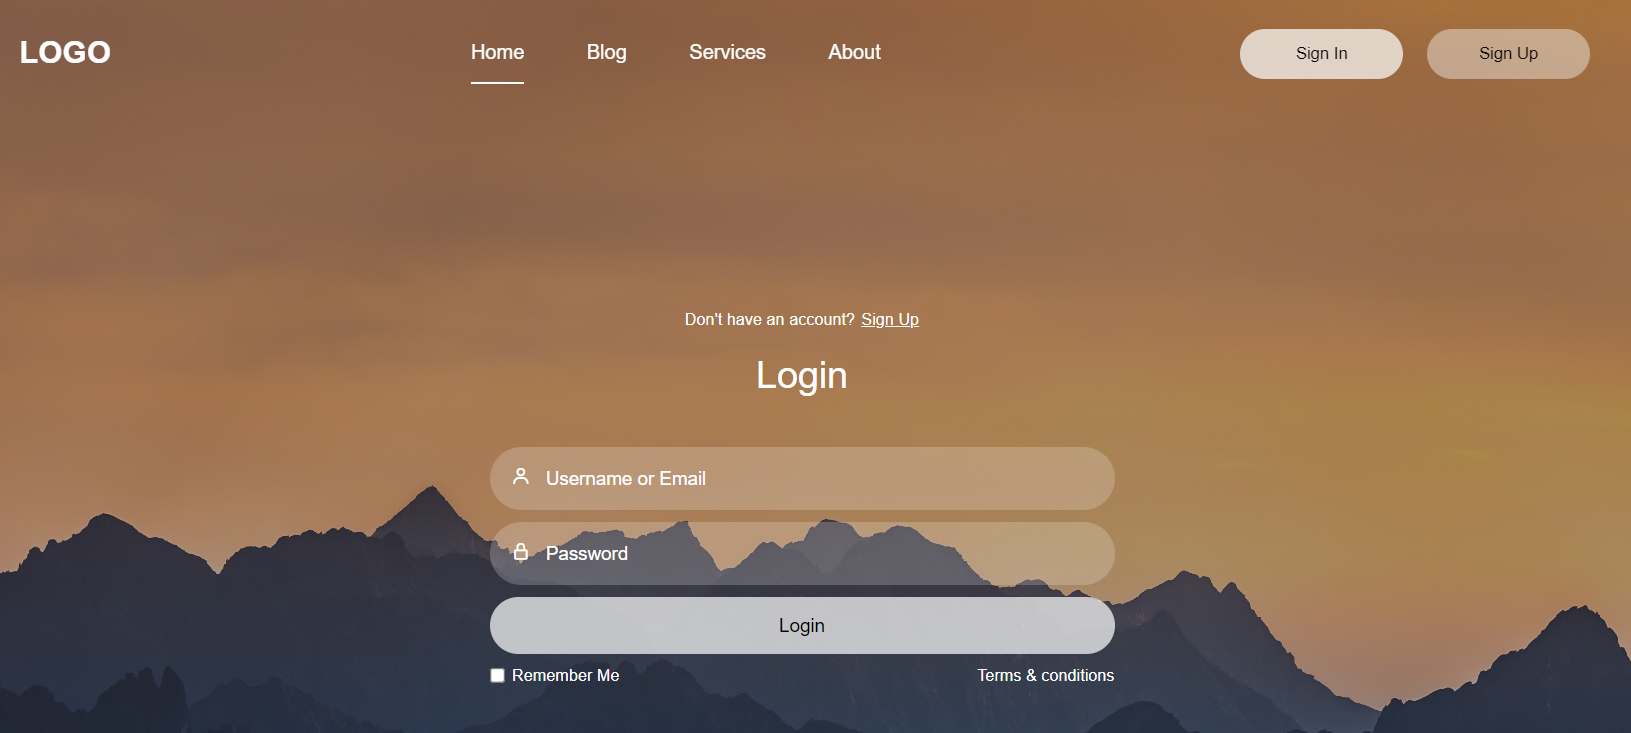 LOGO
Home Blog Services About
Sign In Sign Up
Don't have an account? Sign Up
Login
Username or Email
Password
Login
Remember Me Terms & conditions